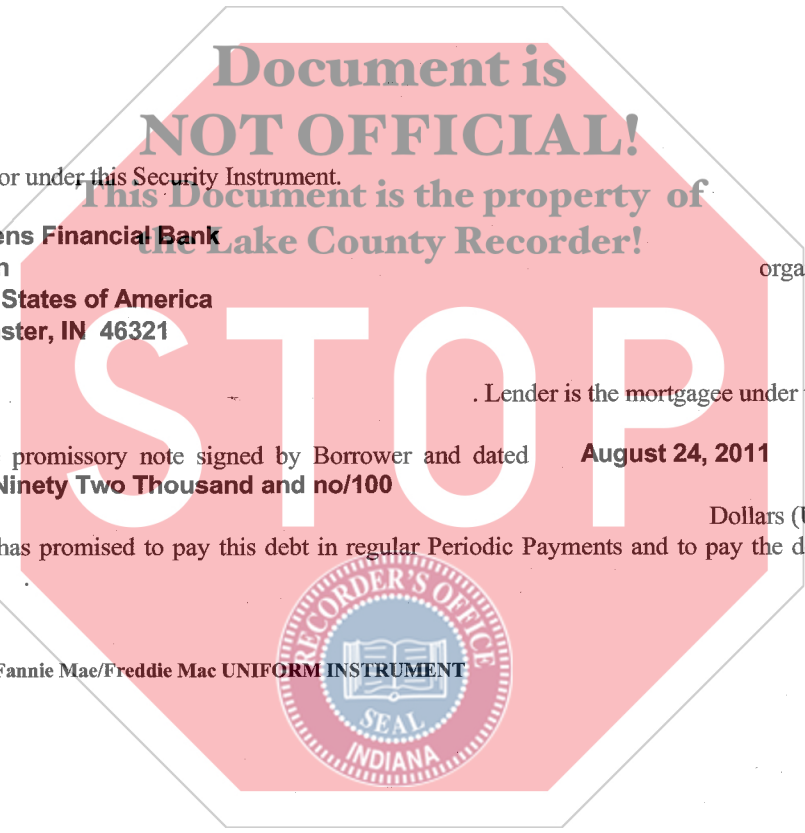 Document is
NOT OFFICIAL!
or under this Security Instrument.
This Document is the property of
ens Financial Bank
the Lake County Recorder!
n
orga
States of America
ster, IN 46321
STOP
. Lender is the mortgagee under
promissory note signed by Borrower and dated August 24, 2011
Ninety Two Thousand and no/100
Dollars (U
has promised to pay this debt in regular Periodic Payments and to pay the d
RECORDER'S OFFICE
Fannie Mae/Freddie Mac UNIFORM INSTRUMENT
SEAL
INDIANA